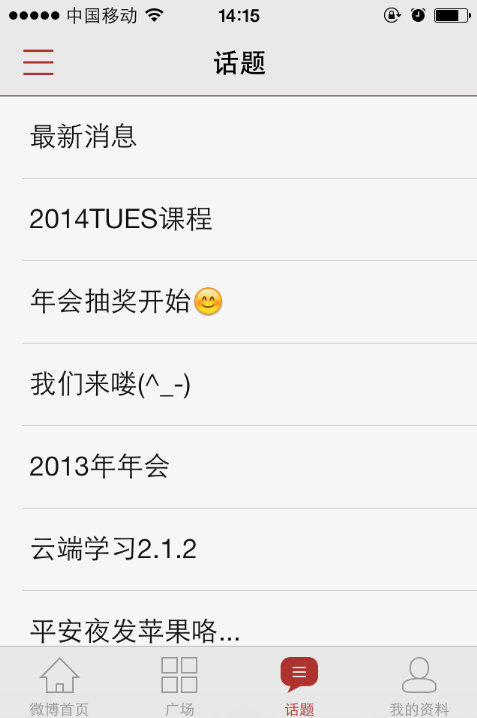 中国移动 14:15
话题
最新消息
2014TUES课程
年会抽奖开始😊
我们来喽(^_-)
2013年年会
云端学习2.1.2
平安夜发苹果咯...
微博首页 广场 话题 我的资料